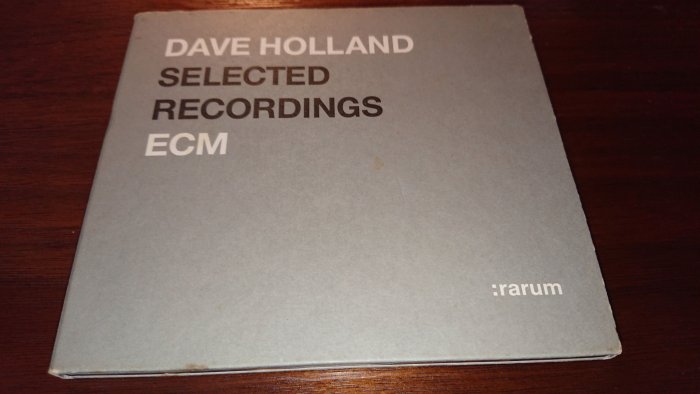 DAVE HOLLAND
SELECTED
RECORDINGS
ECM
:rarum